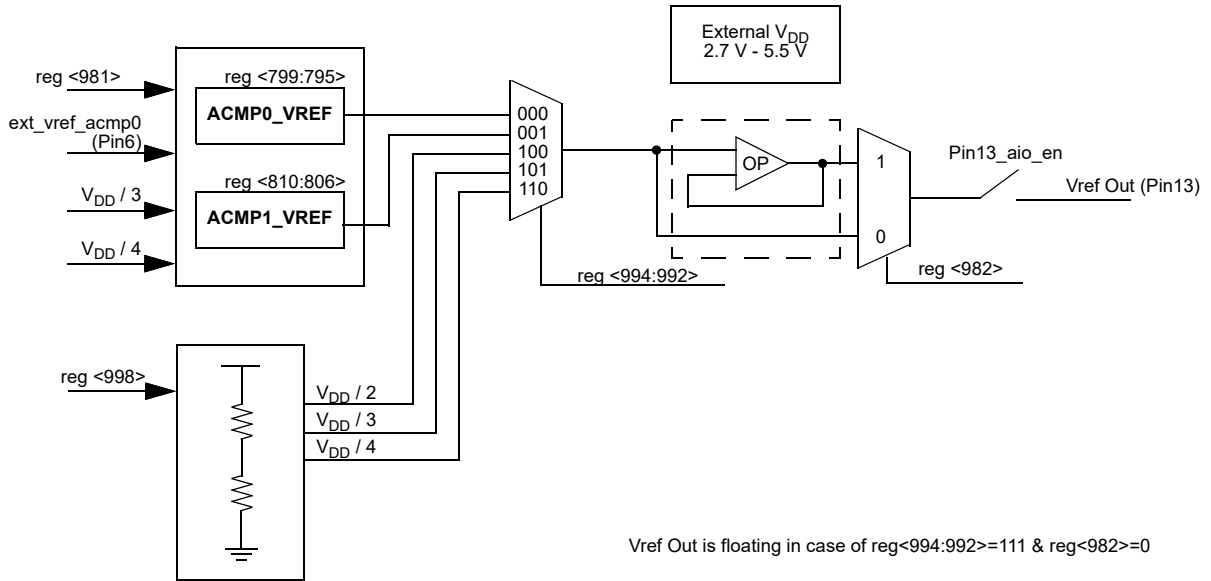 External VDD
2.7 V - 5.5 V
reg <981>
reg <799:795>
ACMP0_VREF
ext_vref_acmp0
(Pin6)
VDD / 3
reg <810:806>
ACMP1_VREF
VDD / 4
000
001
100
101
110
reg <994:992>
OP
1
0
reg <982>
Pin13_aio_en
Vref Out (Pin13)
reg <998>
VDD / 2
VDD / 3
VDD / 4
Vref Out is floating in case of reg<994:992>=111 & reg<982>=0